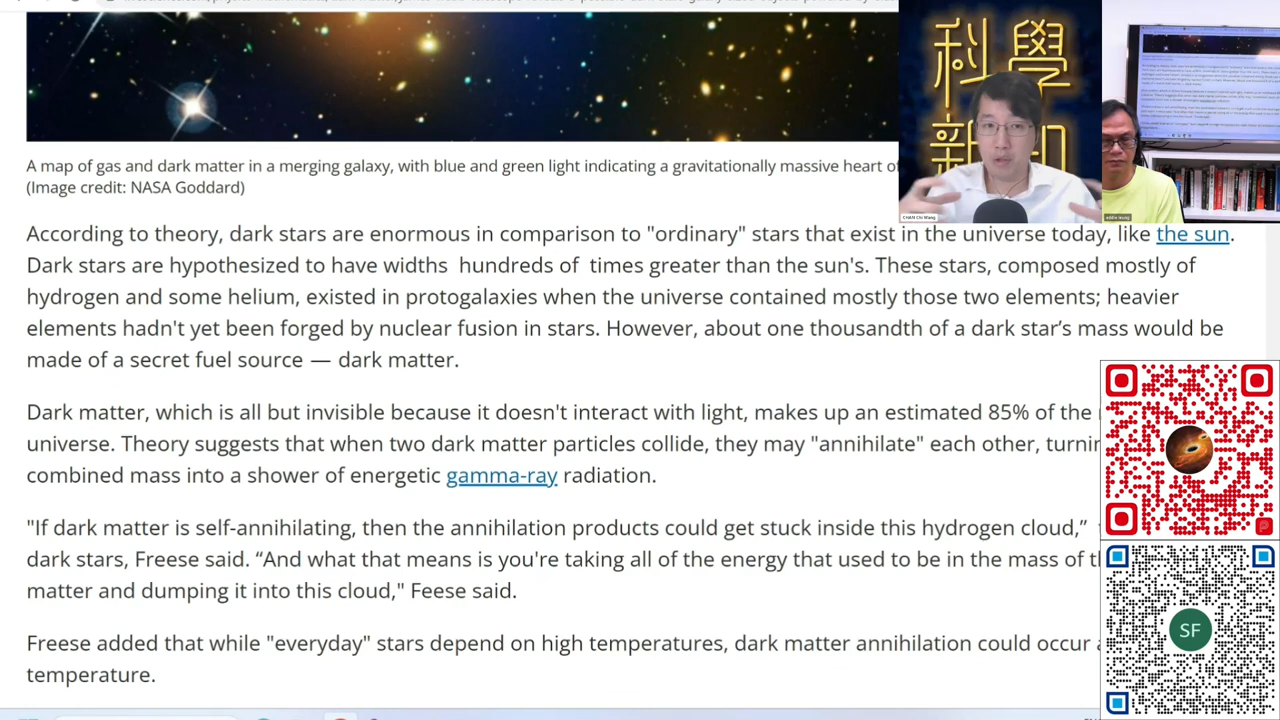 A map of gas and dark matter in a merging galaxy, with blue and green light indicating a gravitationally massive heart of
(Image credit: NASA Goddard)
科學
新知
CHAN Chi Wang
eddie leung
According to theory, dark stars are enormous in comparison to "ordinary" stars that exist in the universe today, like the sun.
Dark stars are hypothesized to have widths hundreds of times greater than the sun's. These stars, composed mostly of
hydrogen and some helium, existed in protogalaxies when the universe contained mostly those two elements; heavier
elements hadn't yet been forged by nuclear fusion in stars. However, about one thousandth of a dark star’s mass would be
made of a secret fuel source — dark matter.
Dark matter, which is all but invisible because it doesn't interact with light, makes up an estimated 85% of the
universe. Theory suggests that when two dark matter particles collide, they may "annihilate" each other, turnin
combined mass into a shower of energetic gamma-ray radiation.
"If dark matter is self-annihilating, then the annihilation products could get stuck inside this hydrogen cloud,”
dark stars, Freese said. “And what that means is you're taking all of the energy that used to be in the mass of th
matter and dumping it into this cloud," Feese said.
Freese added that while "everyday" stars depend on high temperatures, dark matter annihilation could occur a
temperature.
SF